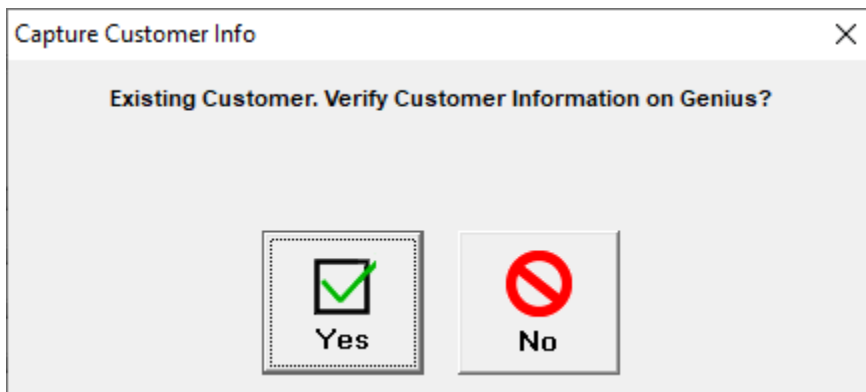 Capture Customer Info
Existing Customer. Verify Customer Information on Genius?
Yes
No